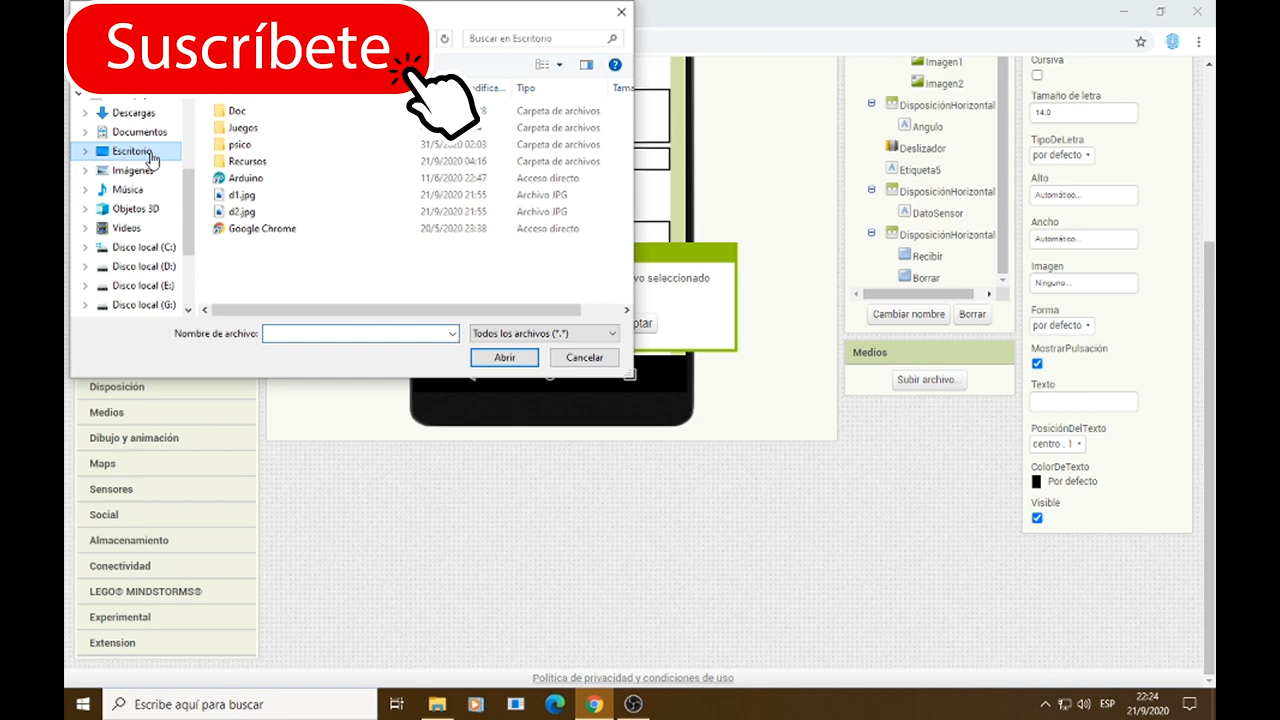 Suscríbete
Buscar en Escritorio
Tipo
Tama
Descargas
Documentos
Escritorio
Imágenes
Música
Objetos 3D
Videos
Disco local (C:)
Disco local (D:)
Disco local (E:)
Disco local (G:)
Doc
Carpeta de archivos
Juegos
Carpeta de archivos
psico 31/5/2020 02:03 Carpeta de archivos
Recursos 21/9/2020 04:16 Carpeta de archivos
Arduino 11/6/2020 22:47 Acceso directo
d1.jpg 21/9/2020 21:55 Archivo JPG
d2.jpg 21/9/2020 21:55 Archivo JPG
Google Chrome 20/5/2020 23:38 Acceso directo
Nombre de archivo:
Todos los archivos (*.*)
Abrir
Cancelar
vo seleccionado
ptar
Disposición
Medios
Dibujo y animación
Maps
Sensores
Social
Almacenamiento
Conectividad
LEGO® MINDSTORMS®
Experimental
Extension
Imagen1
Imagen2
DisposiciónHorizontal
Angulo
Deslizador
Etiqueta5
DisposiciónHorizontal
DatoSensor
DisposiciónHorizontal
Recibir
Borrar
Cambiar nombre
Borrar
Medios
Subir archivo...
Cursiva
Tamaño de letra
14.0
TipoDeLetra
por defecto
Alto
Automático...
Ancho
Automático...
Imagen
Ninguno...
Forma
por defecto
MostrarPulsación
Texto
PosiciónDelTexto
centro : 1
ColorDeTexto
Por defecto
Visible
Política de privacidad y condiciones de uso
Escribe aquí para buscar
ESP
22:24
21/9/2020